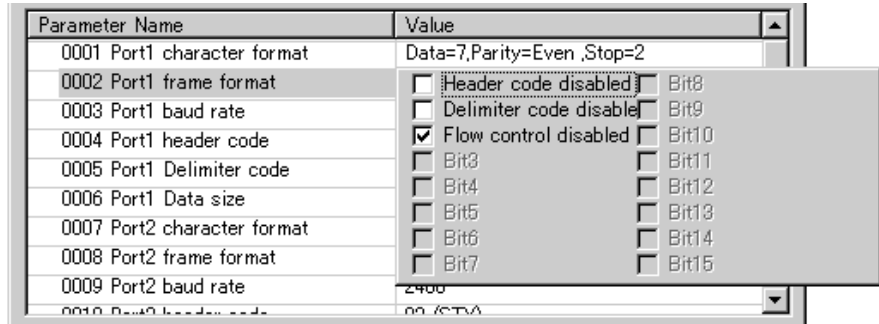 Parameter Name Value
0001 Port1 character format Data=7,Parity=Even ,Stop=2
0002 Port1 frame format
0003 Port1 baud rate
0004 Port1 header code
0005 Port1 Delimiter code
0006 Port1 Data size
0007 Port2 character format
0008 Port2 frame format
0009 Port2 baud rate 2400
Header code disabled Bit8
Delimiter code disable Bit9
Flow control disabled Bit10
Bit3 Bit11
Bit4 Bit12
Bit5 Bit13
Bit6 Bit14
Bit7 Bit15